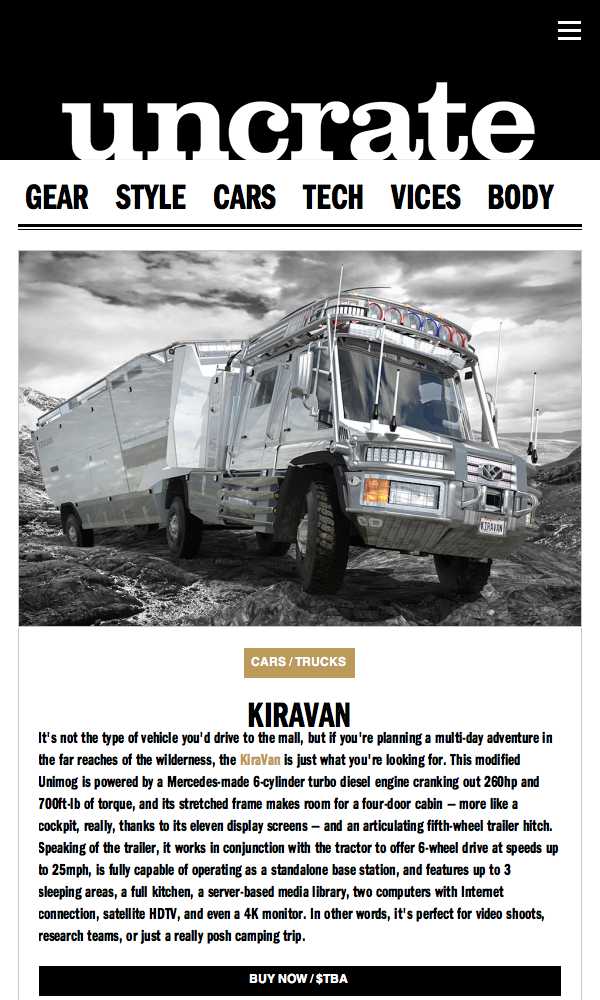 uncrate
GEAR STYLE CARS TECH VICES BODY
KIRAVAN
CARS / TRUCKS
KIRAVAN
It's not the type of vehicle you'd drive to the mall, but if you're planning a multi-day adventure in
the far reaches of the wilderness, the KiraVan is just what you're looking for. This modified
Unimog is powered by a Mercedes-made 6-cylinder turbo diesel engine cranking out 260hp and
700ft-lb of torque, and its stretched frame makes room for a four-door cabin — more like a
cockpit, really, thanks to its eleven display screens — and an articulating fifth-wheel trailer hitch.
Speaking of the trailer, it works in conjunction with the tractor to offer 6-wheel drive at speeds up
to 25mph, is fully capable of operating as a standalone base station, and features up to 3
sleeping areas, a full kitchen, a server-based media library, two computers with Internet
connection, satellite HDTV, and even a 4K monitor. In other words, it's perfect for video shoots,
research teams, or just a really posh camping trip.
BUY NOW / $TBA